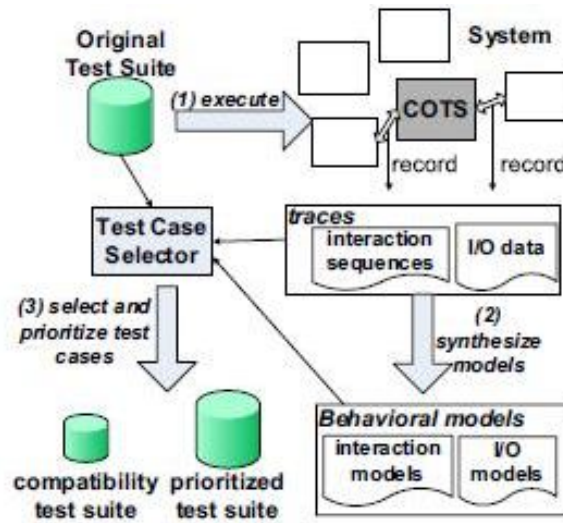 Original
Test Suite
System
(1) execute
COTS
record
record
traces
interaction
sequences
I/O data
Test Case
Selector
(3) select and
prioritize test
cases
(2)
synthesize
models
Behavioral models
interaction
models
I/O
models
compatibility
test suite
prioritized
test suite